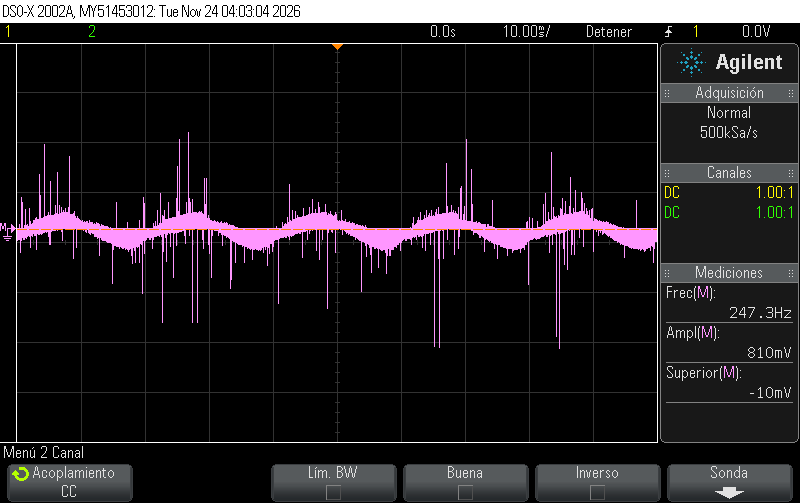 DSO-X 2002A, MY51453012: Tue Nov 24 04:03:04 2026
1 2 0.0s 10.00ms/ Detener 1 0.0V
Agilent
Adquisición
Normal
500kSa/s
Canales
DC 1.00:1
DC 1.00:1
Mediciones
Frec(M):
247.3Hz
Ampl(M):
810mV
Superior(M):
-10mV
M
Menú 2 Canal
Acoplamiento
CC
Lím. BW
Buena
Inverso
Sonda